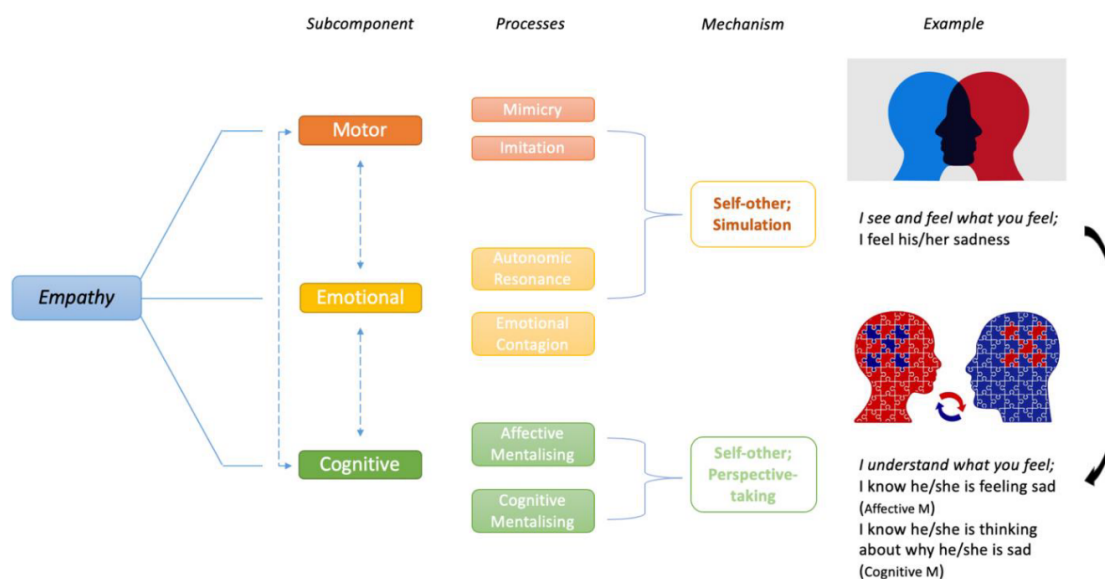 Subcomponent
Processes
Mechanism
Example
Empathy
Motor
Emotional
Cognitive
Mimicry
Imitation
Autonomic
Resonance
Emotional
Contagion
Affective
Mentalising
Cognitive
Mentalising
Self-other;
Simulation
Self-other;
Perspective-
taking
I see and feel what you feel;
I feel his/her sadness
I understand what you feel;
I know he/she is feeling sad
(Affective M)
I know he/she is thinking
about why he/she is sad
(Cognitive M)